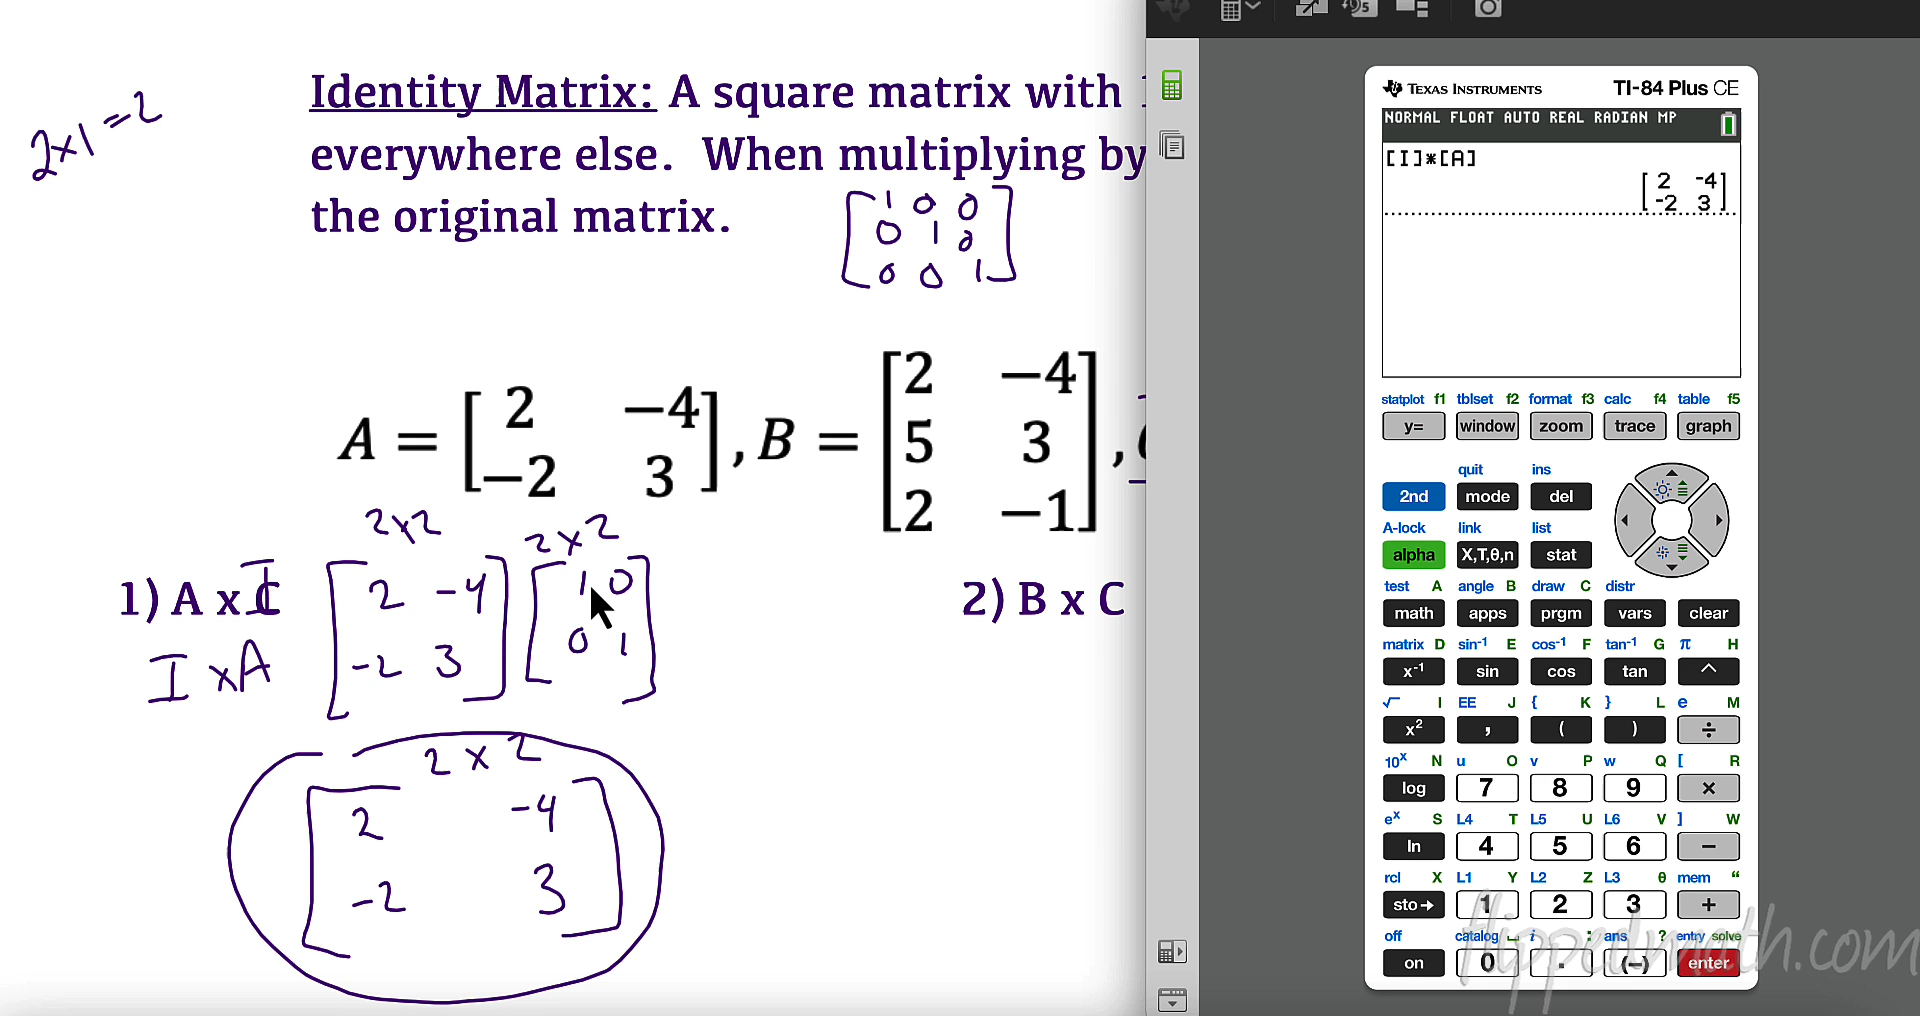 2x1=2
Identity Matrix: A square matrix with
everywhere else. When multiplying by
the original matrix.
1 0 0
0 1 0
0 0 1
A = [2 -4
-2 3], B = [2 -4
5 3
2 -1],
2x2 2x2
1) A x I [2 -4
-2 3] [1 0
0 1]
I x A
2 x 2
2 -4
-2 3
2) B x C
TEXAS INSTRUMENTS TI-84 Plus CE
NORMAL FLOAT AUTO REAL RADIAN MP
[I]*[A]
[2 -4]
[-2 3]
statplot f1 tblset f2 format f3 calc f4 table f5
y= window zoom trace graph
quit ins
2nd mode del
A-lock link list
alpha X,T,θ,n stat
test A angle B draw C distr
math apps prgm vars clear
matrix D sin-1 E cos-1 F tan-1 G π H
x-1 sin cos tan ^
√ I EE J { K } L e M
x2 , ( ) ÷
10x N u O v P w Q [ R
log 7 8 9 ×
ex S L4 T L5 U L6 V ] W
ln 4 5 6 −
rcl X L1 Y L2 Z L3 θ mem "
sto→ 1 2 3 +
off catalog i : ans ? entry solve
on 0 . (−) enter
flippedmath.com